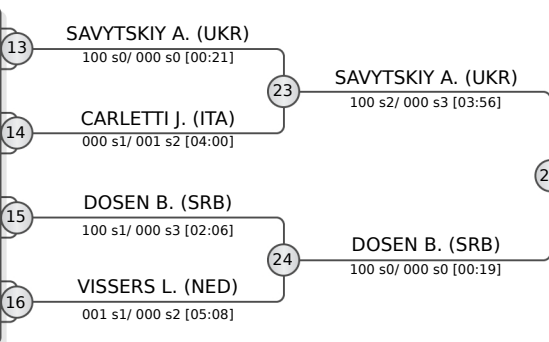 13
SAVYTSKIY A. (UKR)
100 s0/ 000 s0 [00:21]
23
SAVYTSKIY A. (UKR)
100 s2/ 000 s3 [03:56]
14
CARLETTI J. (ITA)
000 s1/ 001 s2 [04:00]
15
DOSEN B. (SRB)
100 s1/ 000 s3 [02:06]
24
DOSEN B. (SRB)
100 s0/ 000 s0 [00:19]
16
VISSERS L. (NED)
001 s1/ 000 s2 [05:08]